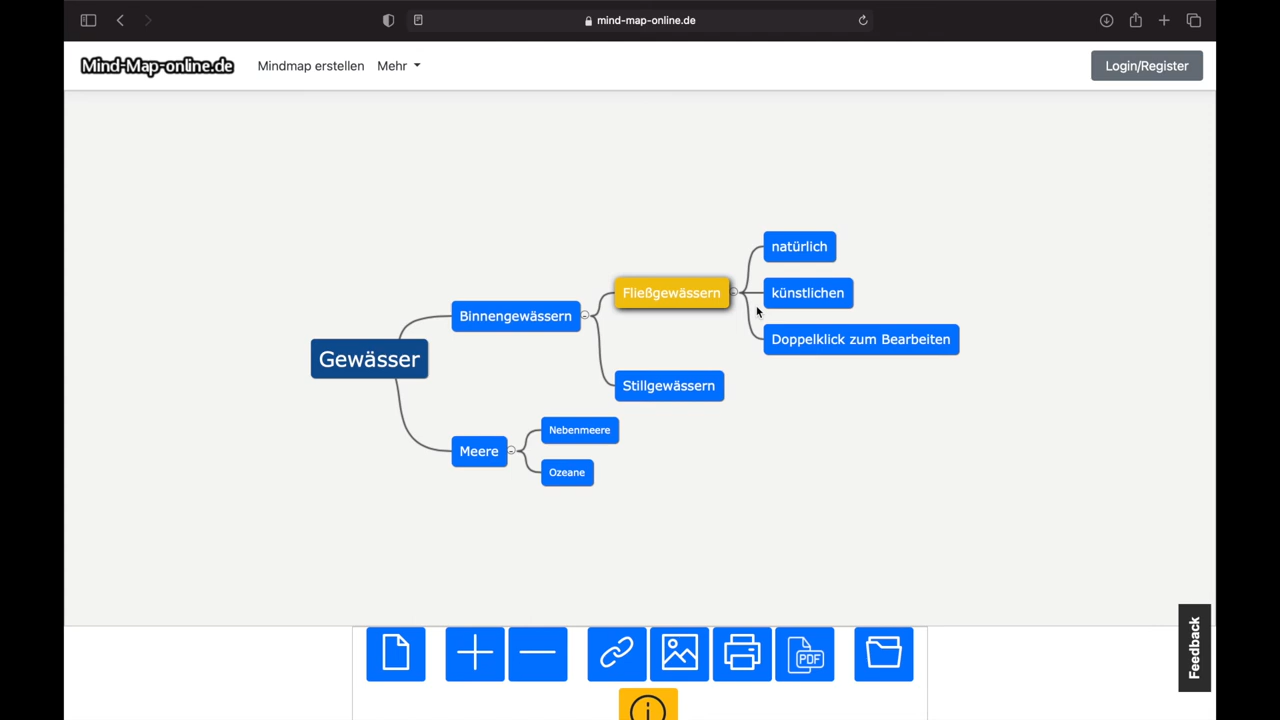 mind-map-online.de
Mind-Map-online.de
Mindmap erstellen
Mehr
Login/Register
natürlich
Fließgewässern
künstlichen
Binnengewässern
Doppelklick zum Bearbeiten
Gewässer
Stillgewässern
Nebenmeere
Meere
Ozeane
PDF
Feedback